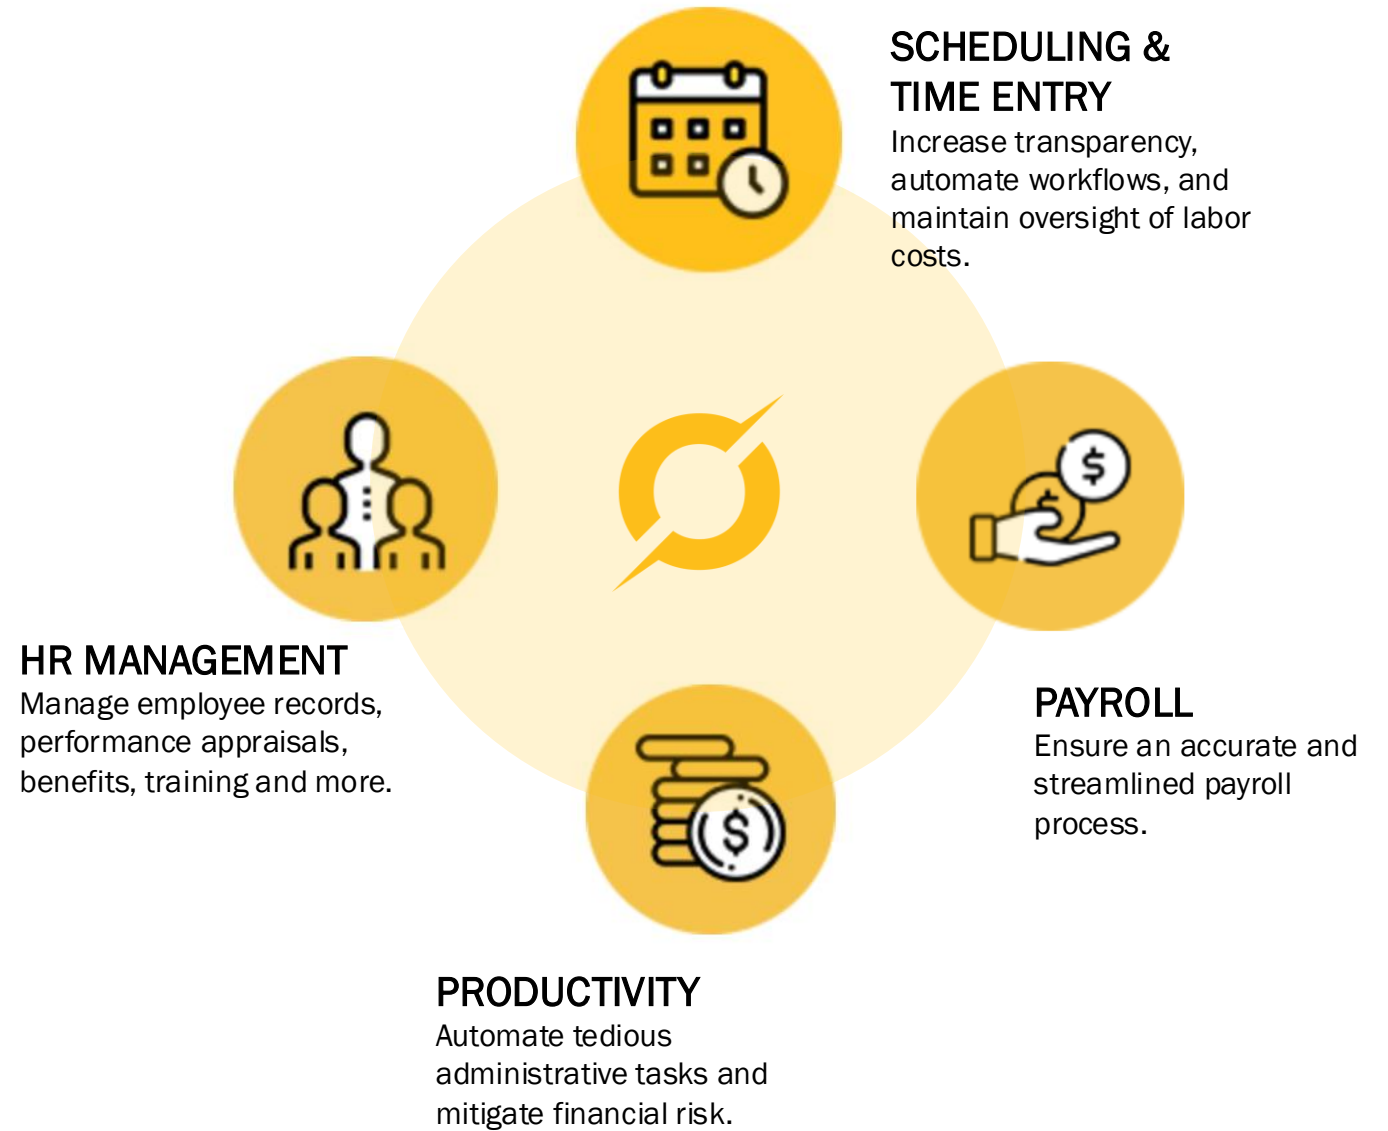 SCHEDULING &
TIME ENTRY
Increase transparency,
automate workflows, and
maintain oversight of labor
costs.
HR MANAGEMENT
Manage employee records,
performance appraisals,
benefits, training and more.
PAYROLL
Ensure an accurate and
streamlined payroll
process.
PRODUCTIVITY
Automate tedious
administrative tasks and
mitigate financial risk.